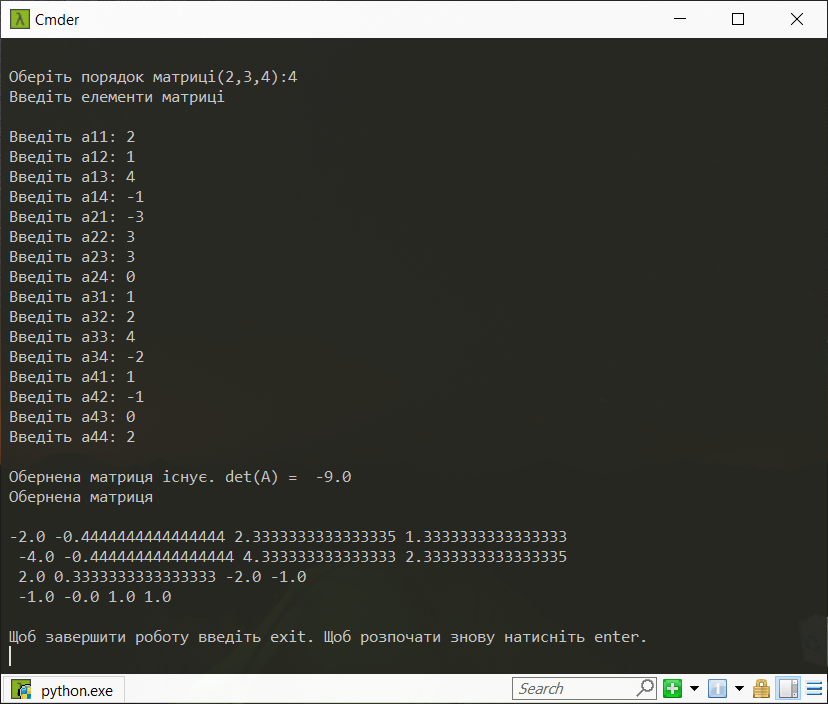 Cmder
Оберіть порядок матриці(2,3,4):4
Введіть елементи матриці
Введіть a11: 2
Введіть a12: 1
Введіть a13: 4
Введіть a14: -1
Введіть a21: -3
Введіть a22: 3
Введіть a23: 3
Введіть a24: 0
Введіть a31: 1
Введіть a32: 2
Введіть a33: 4
Введіть a34: -2
Введіть a41: 1
Введіть a42: -1
Введіть a43: 0
Введіть a44: 2
Обернена матриця існує. det(A) =  -9.0
Обернена матриця
-2.0 -0.4444444444444444 2.3333333333333335 1.3333333333333333
-4.0 -0.4444444444444444 4.333333333333333 2.3333333333333335
2.0 0.3333333333333333 -2.0 -1.0
-1.0 -0.0 1.0 1.0
Щоб завершити роботу введіть exit. Щоб розпочати знову натисніть enter.
python.exe
Search